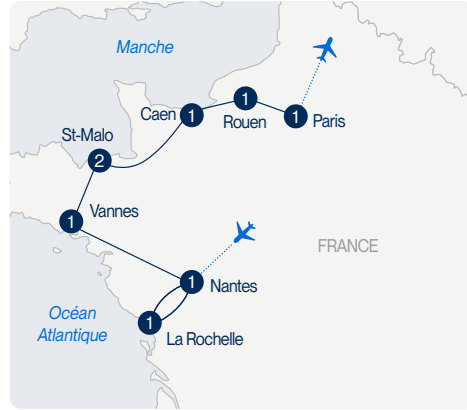 Manche
Caen
1
1
Rouen
1
Paris
St-Malo
2
1
Vannes
FRANCE
1
Nantes
Océan
Atlantique
1
La Rochelle